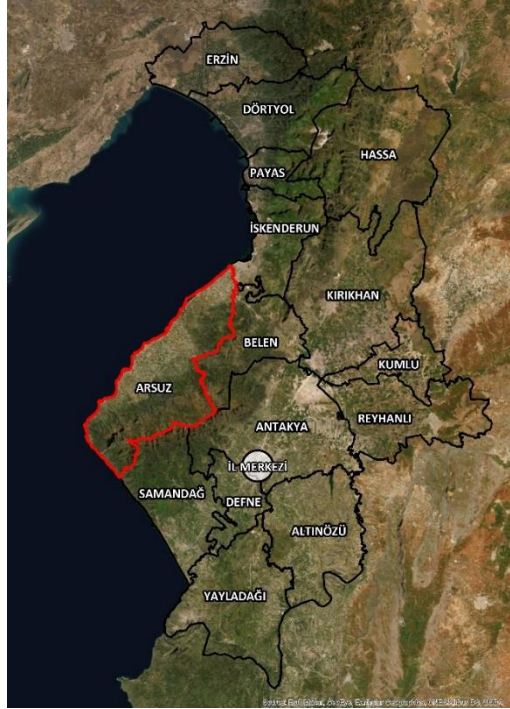 ERZİN
DÖRTYOL
HASSA
PAYAS
İSKENDERUN
KIRIKHAN
BELEN
KUMLU
ARSUZ
REYHANLI
ANTAKYA
İL MERKEZİ
SAMANDAĞ
DEFNE
ALTINÖZÜ
YAYLADAĞI